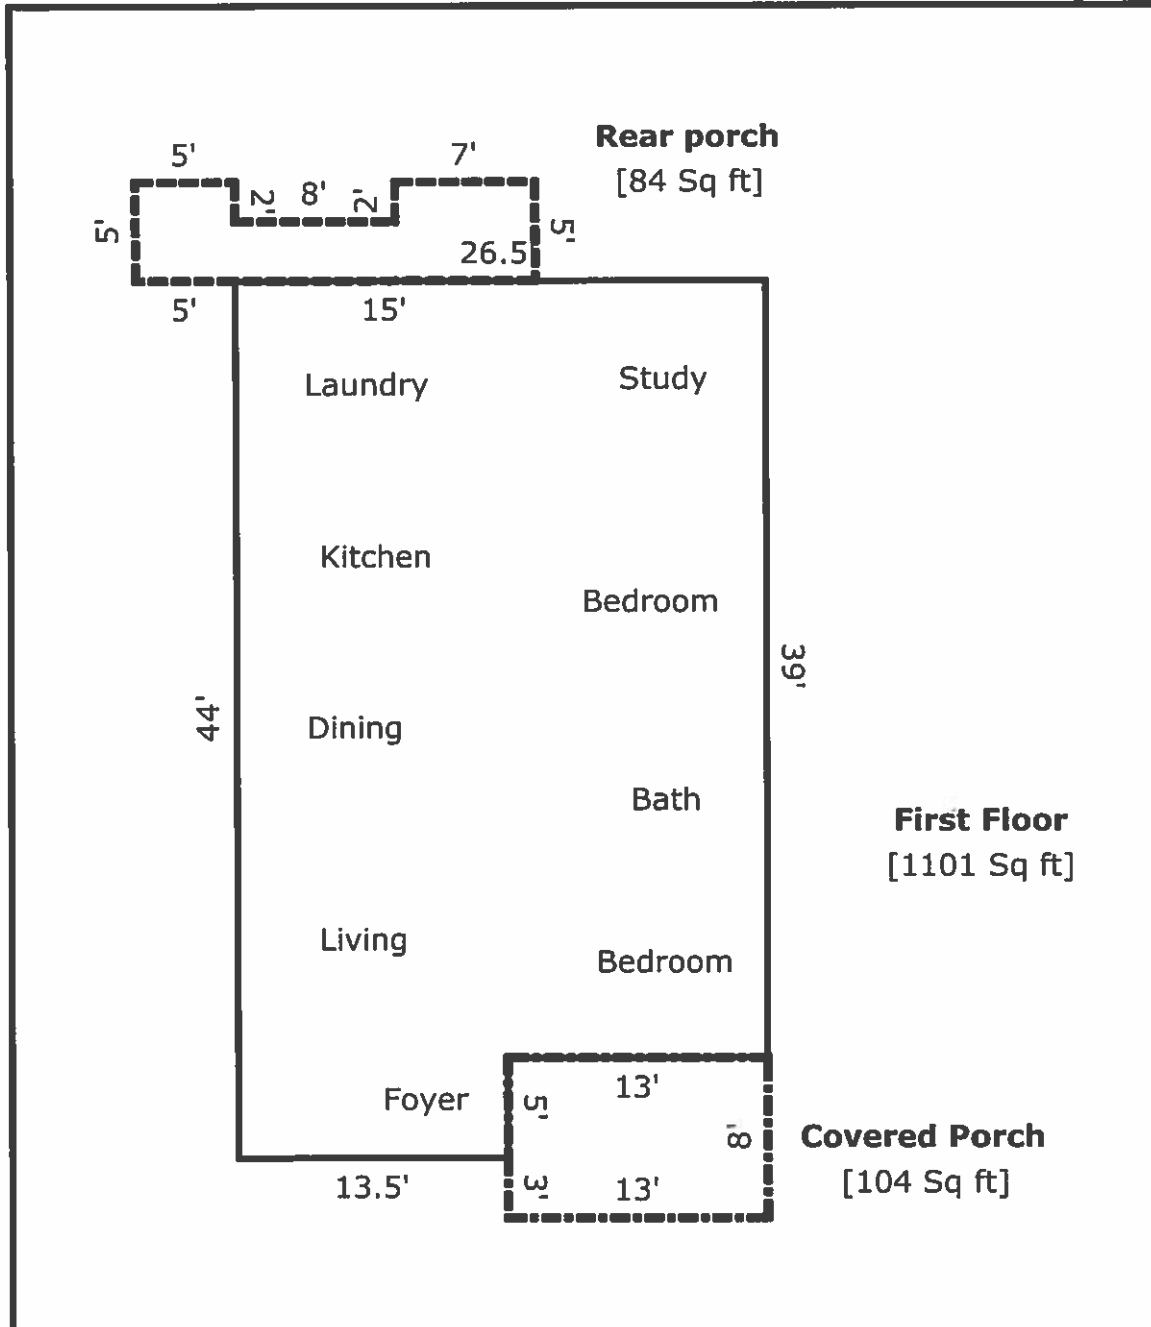 Rear porch
[84 Sq ft]
5'
7'
2'
8'
2'
5'
5'
26.5
5'
15'
Laundry
Study
Kitchen
Bedroom
39'
44'
Dining
Bath
First Floor
[1101 Sq ft]
Living
Bedroom
Foyer
5'
13'
8'
Covered Porch
[104 Sq ft]
13.5'
3'
13'